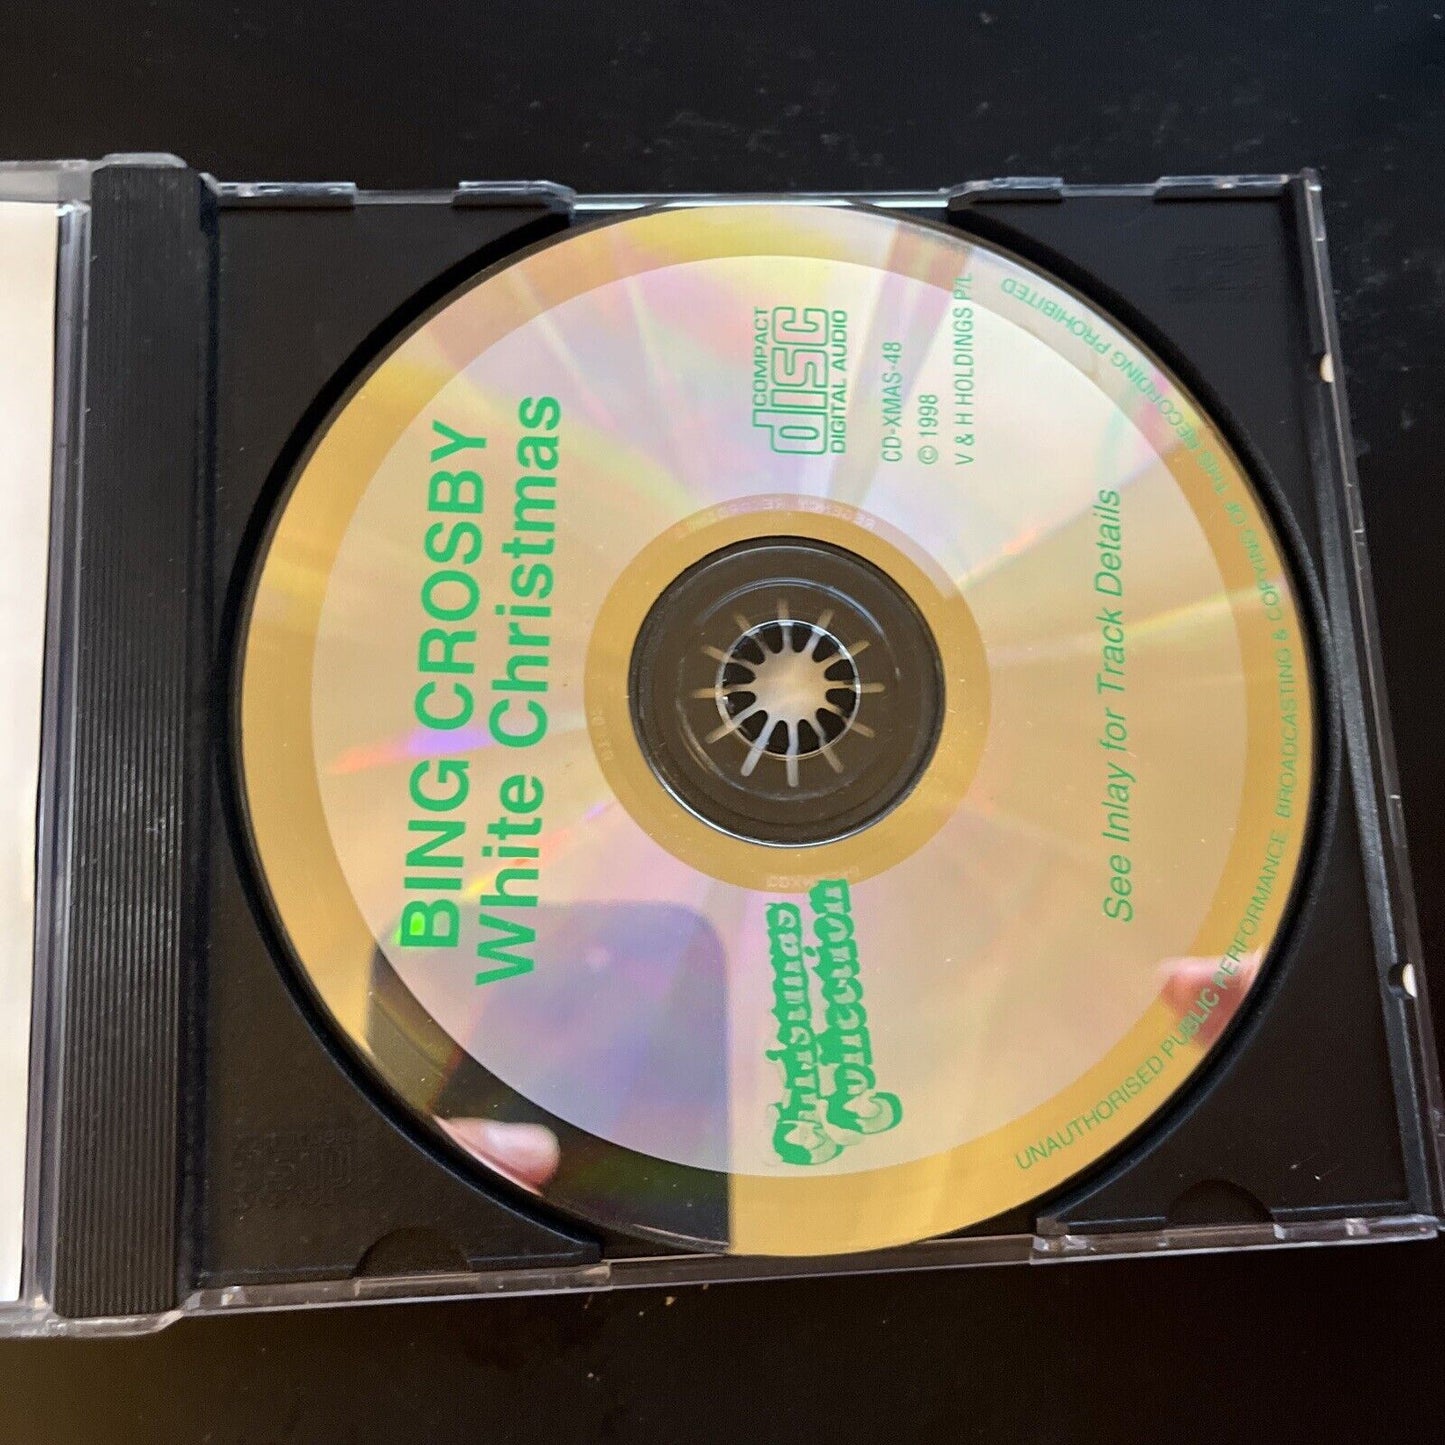 BING CROSBY
White Christmas
Christmas
Collection
COMPACT
disc
DIGITAL AUDIO
CD-XMAS-48
© 1998
V & H HOLDINGS P/L
See Inlay for Track Details
UNAUTHORISED PUBLIC PERFORMANCE BROADCASTING & COPYING OF THIS RECORDING PROHIBITED